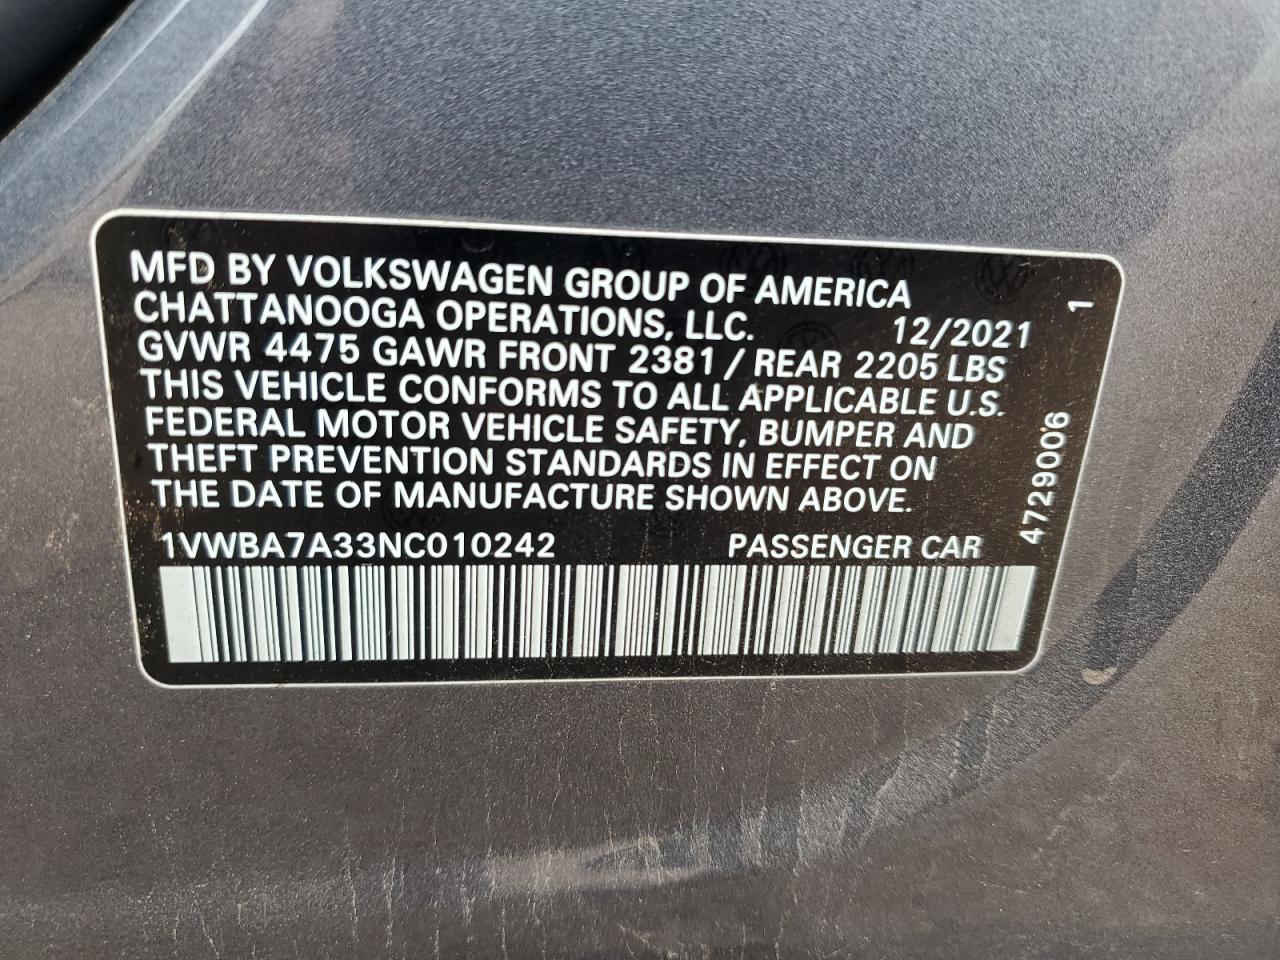 MFD BY VOLKSWAGEN GROUP OF AMERICA
CHATTANOOGA OPERATIONS, LLC. 12/2021
GVWR 4475 GAWR FRONT 2381 / REAR 2205 LBS
THIS VEHICLE CONFORMS TO ALL APPLICABLE U.S.
FEDERAL MOTOR VEHICLE SAFETY, BUMPER AND
THEFT PREVENTION STANDARDS IN EFFECT ON
THE DATE OF MANUFACTURE SHOWN ABOVE.
1VWBA7A33NC010242 PASSENGER CAR
4729006 1